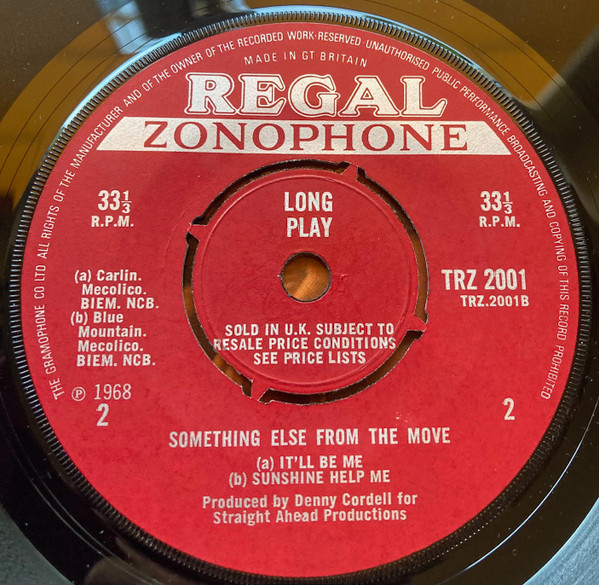 THE GRAMOPHONE CO LTD ALL RIGHTS OF THE MANUFACTURER AND OF THE OWNER OF THE RECORDED WORK·RESERVED UNAUTHORISED PUBLIC PERFORMANCE BROADCASTING AND COPYING OF THIS RECORD PROHIBITED
MADE IN GT BRITAIN
REGAL
ZONOPHONE
33⅓
R.P.M.
LONG
PLAY
33⅓
R.P.M.
(a) Carlin.
Mecolico.
BIEM. NCB.
(b) Blue
Mountain.
Mecolico.
BIEM. NCB.
TRZ 2001
TRZ.2001B
SOLD IN U.K. SUBJECT TO
RESALE PRICE CONDITIONS
SEE PRICE LISTS
℗ 1968
2
2
SOMETHING ELSE FROM THE MOVE
(a) IT'LL BE ME
(b) SUNSHINE HELP ME
Produced by Denny Cordell for
Straight Ahead Productions